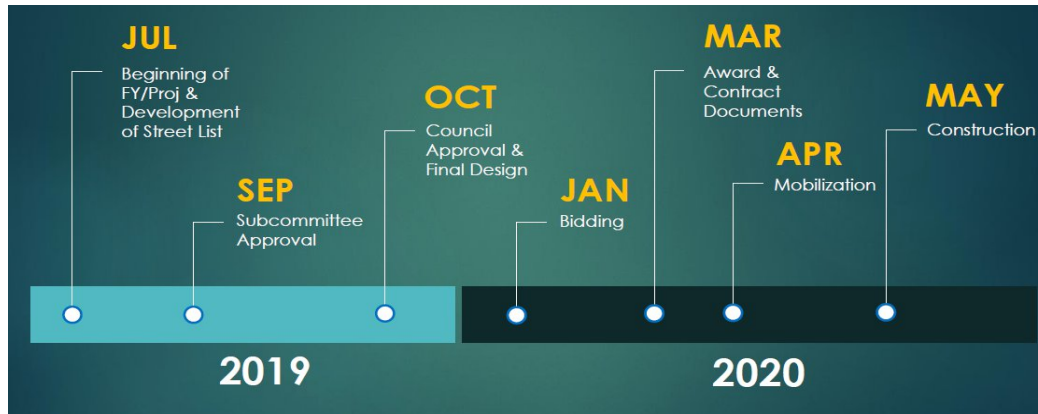 JUL
Beginning of
FY/Proj &
Development
of Street List
SEP
Subcommittee
Approval
OCT
Council
Approval &
Final Design
JAN
Bidding
MAR
Award &
Contract
Documents
APR
Mobilization
MAY
Construction
2019
2020